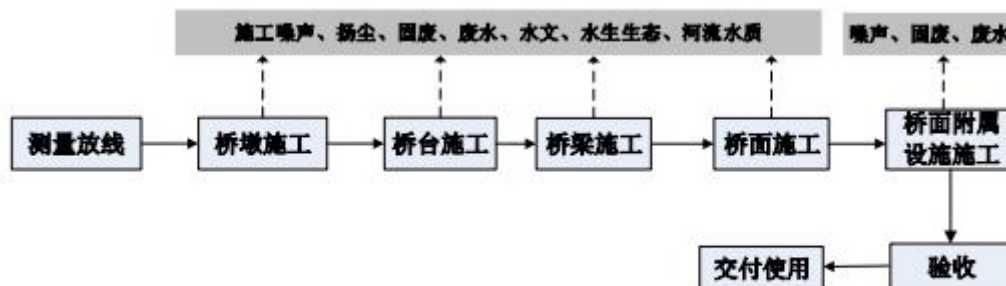 施工噪声、扬尘、固废、废水、水文、水生生态、河流水质
噪声、固废、废水
测量放线
桥墩施工
桥台施工
桥梁施工
桥面施工
桥面附属
设施施工
交付使用
验收